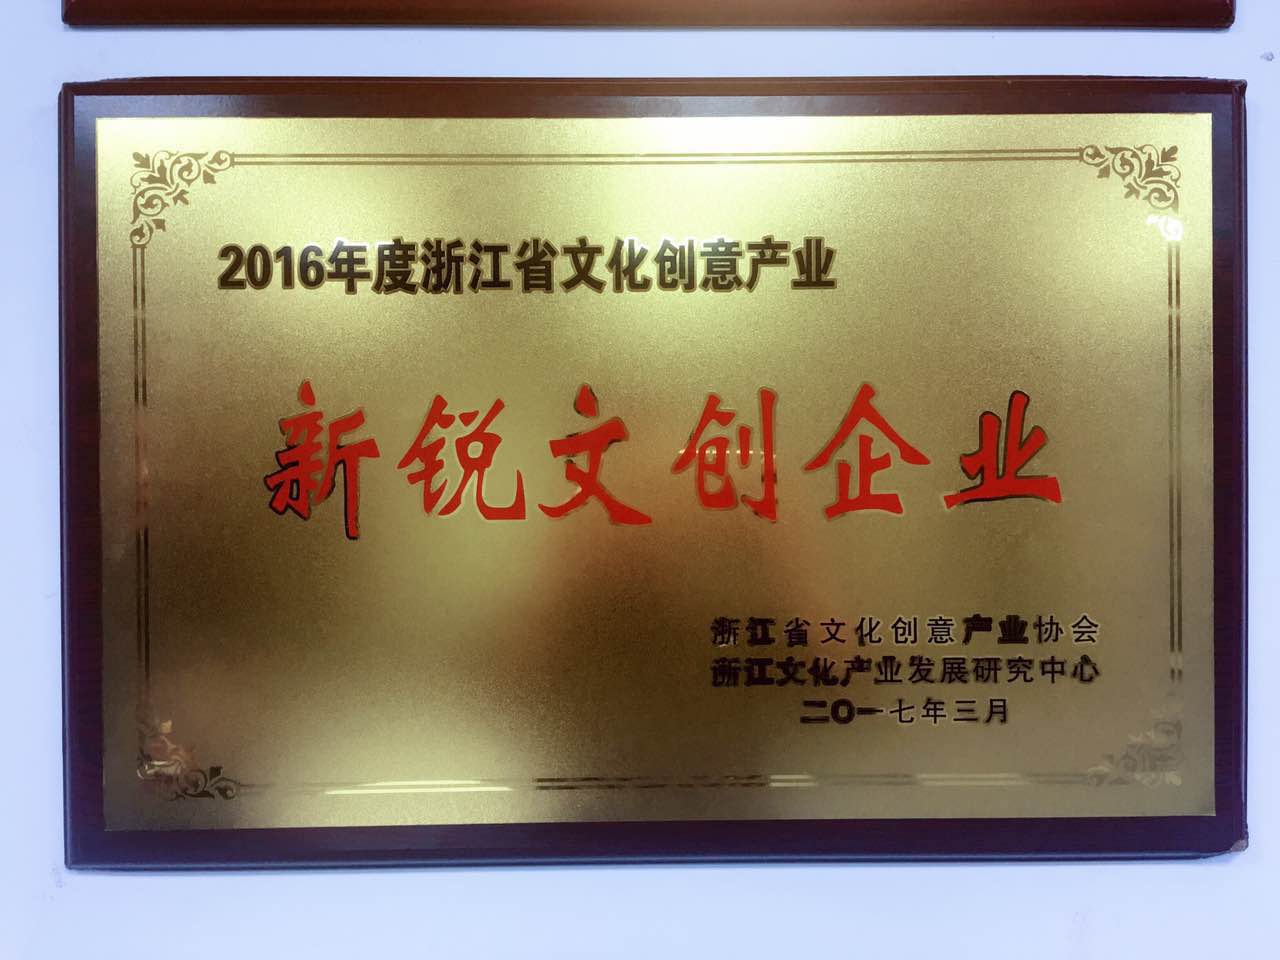 2016年度浙江省文化创意产业
新锐文创企业
浙江省文化创意产业协会
浙江文化产业发展研究中心
二〇一七年三月